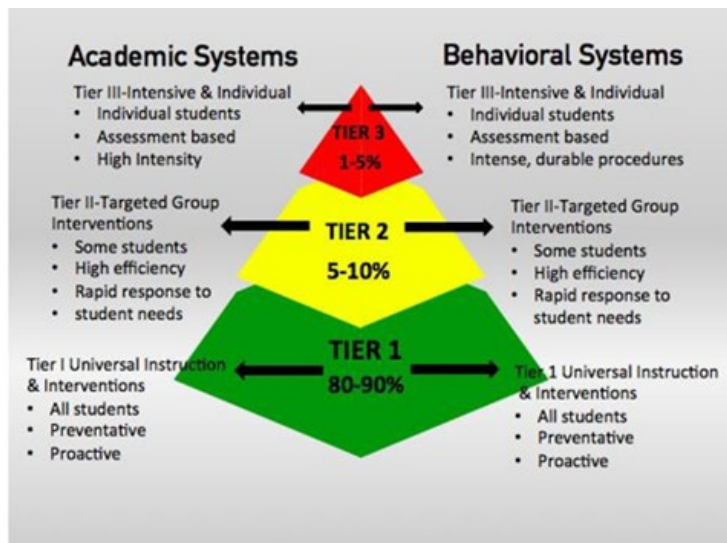 Academic Systems
Tier III-Intensive & Individual
• Individual students
• Assessment based
• High Intensity
Tier II-Targeted Group
Interventions
• Some students
• High efficiency
• Rapid response to
• student needs
Tier I Universal Instruction
& Interventions
• All students
• Preventative
• Proactive
TIER 3
1-5%
TIER 2
5-10%
TIER 1
80-90%
Behavioral Systems
Tier III-Intensive & Individual
• Individual students
• Assessment based
• Intense, durable procedures
Tier II-Targeted Group
Interventions
• Some students
• High efficiency
• Rapid response to
student needs
Tier 1 Universal Instruction
& Interventions
• All students
• Preventative
• Proactive